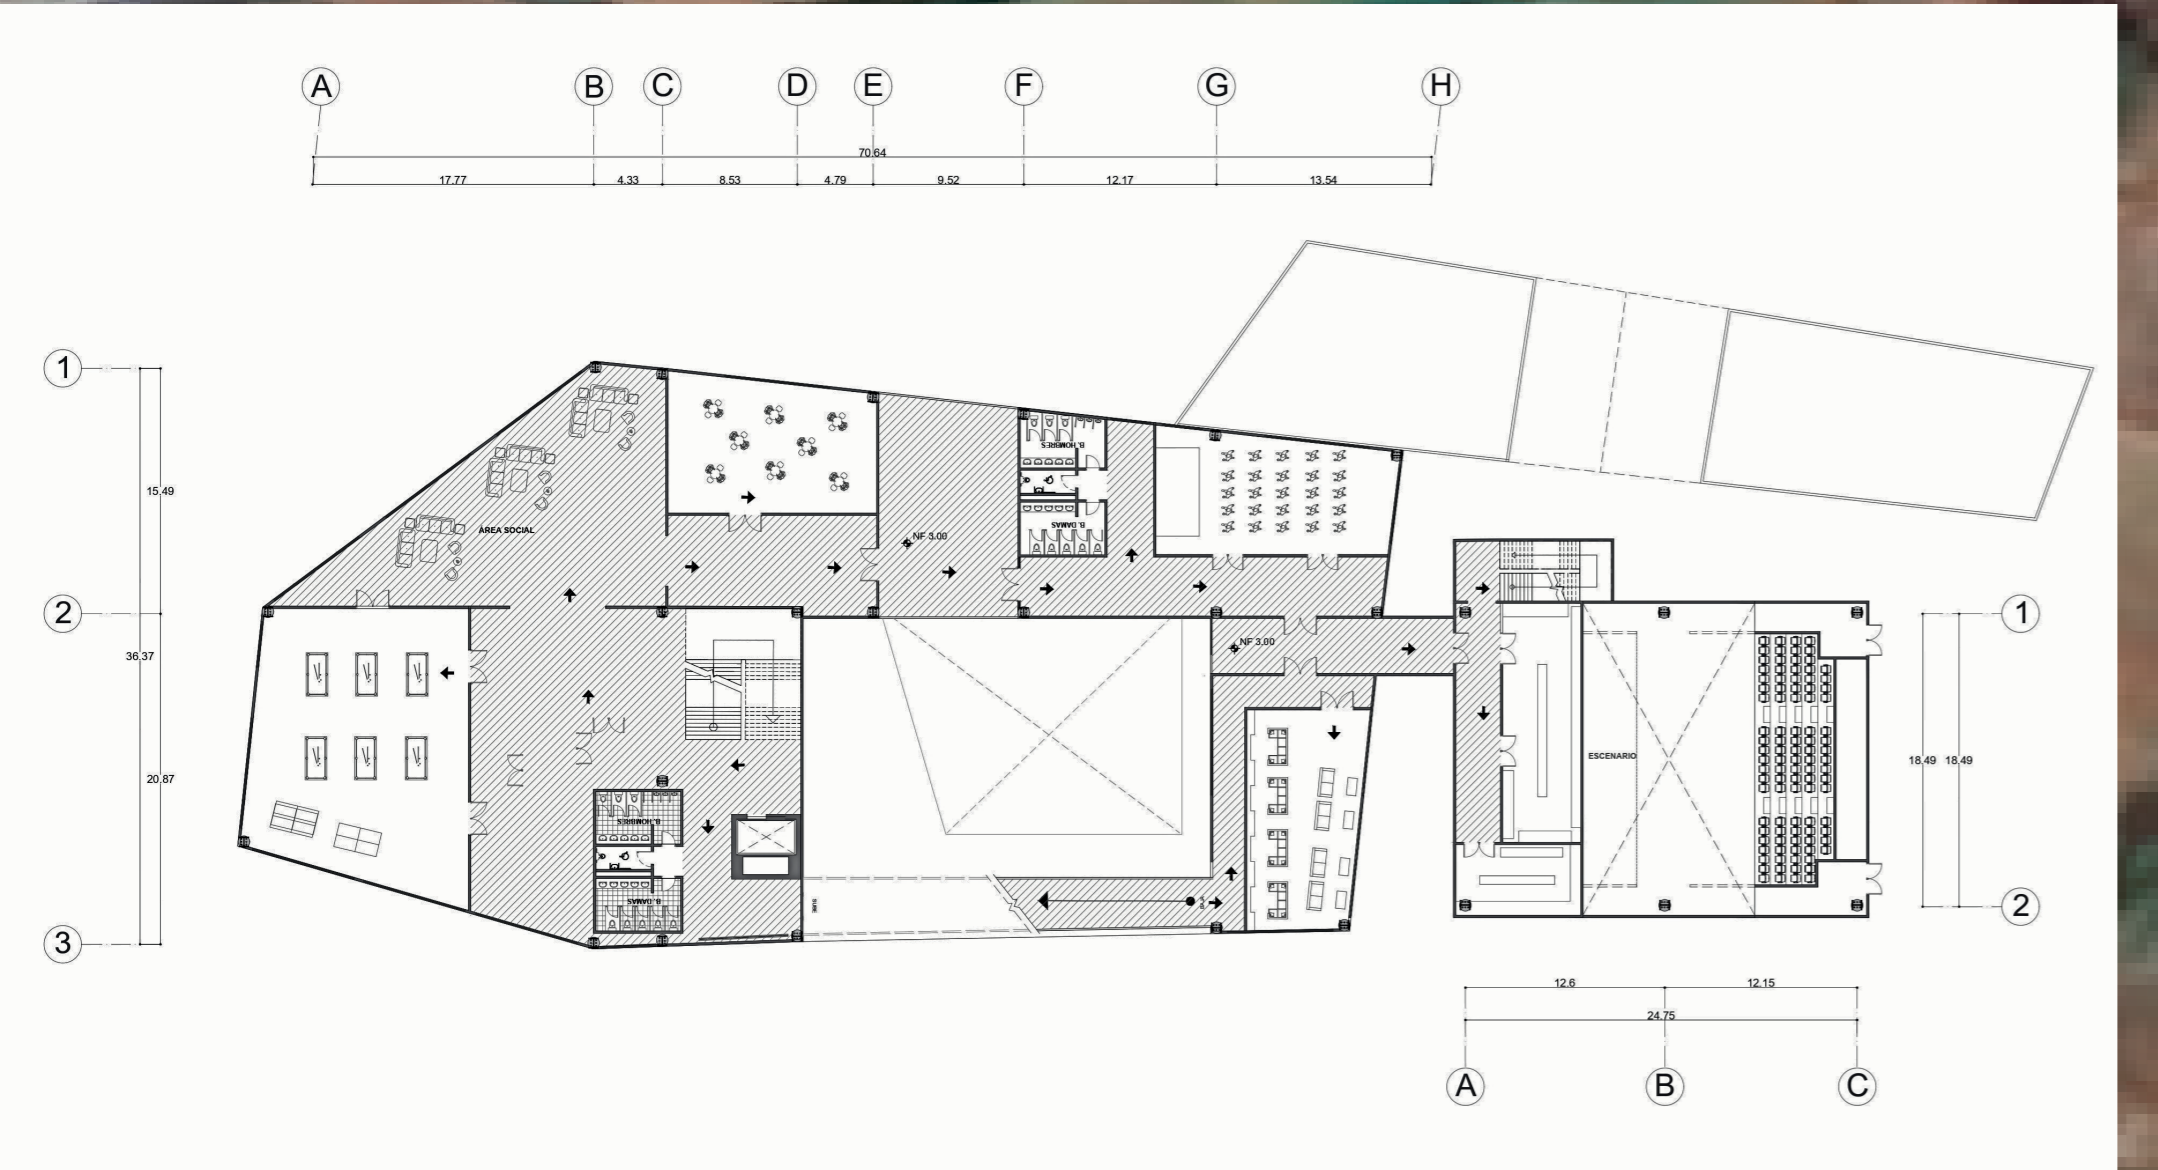 A B C D E F G H
70.64
17.77 4.33 8.53 4.79 9.52 12.17 13.54
1
2
3
15.49
36.37
20.87
ÁREA SOCIAL
B. HOMBRES
B. DAMAS
NF 3.00
NF 3.00
B. HOMBRES
B. DAMAS
SUBE
ESCENARIO
1
2
18.49 18.49
12.6 12.15
24.75
A B C